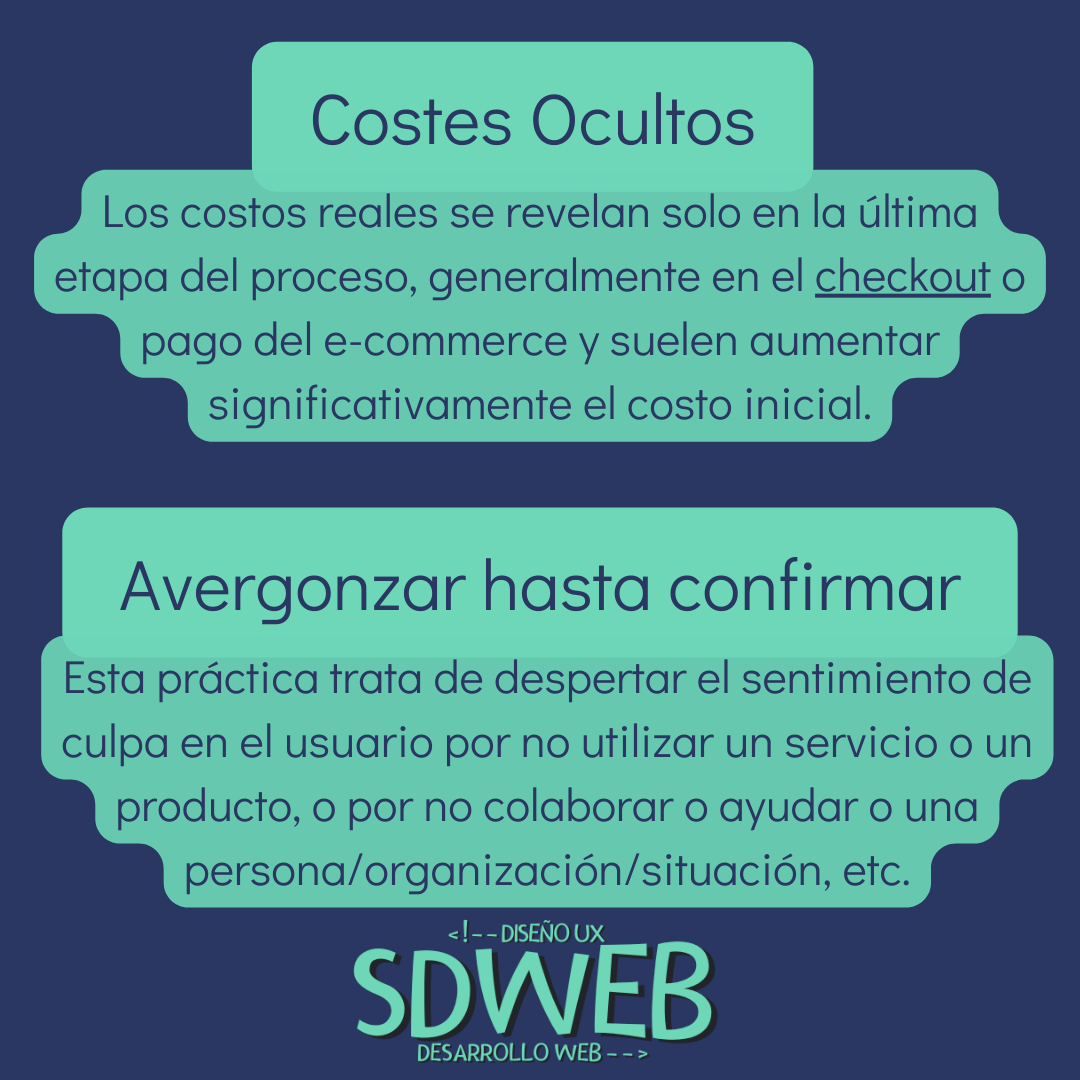 Costes Ocultos
Los costos reales se revelan solo en la última
etapa del proceso, generalmente en el checkout o
pago del e-commerce y suelen aumentar
significativamente el costo inicial.
Avergonzar hasta confirmar
Esta práctica trata de despertar el sentimiento de
culpa en el usuario por no utilizar un servicio o un
producto, o por no colaborar o ayudar o una
persona/organización/situación, etc.
<!-- DISEÑO UX
SDWEB
DESARROLLO WEB -->